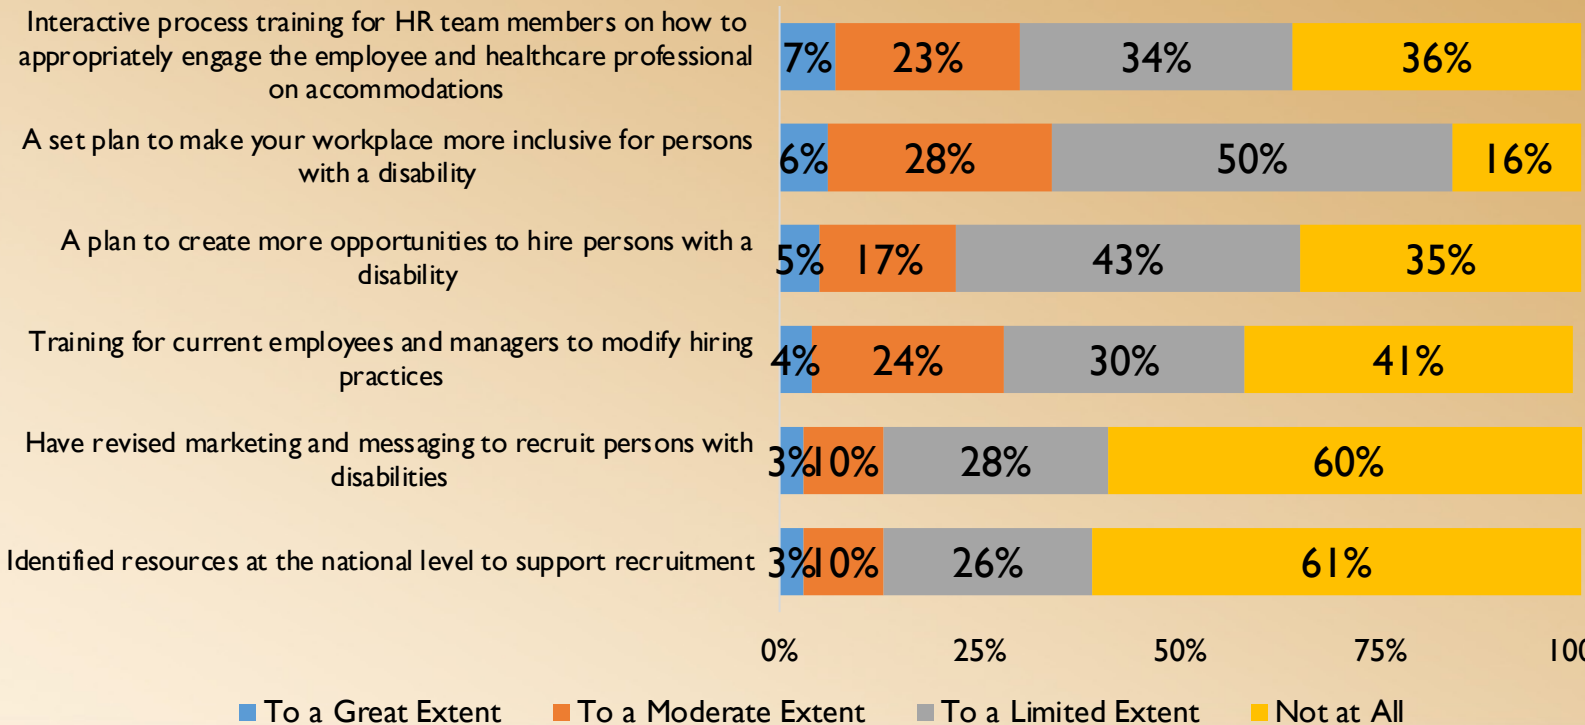 Interactive process training for HR team members on how to
appropriately engage the employee and healthcare professional
on accommodations
7% 23% 34% 36%
A set plan to make your workplace more inclusive for persons
with a disability
6% 28% 50% 16%
A plan to create more opportunities to hire persons with a
disability
5% 17% 43% 35%
Training for current employees and managers to modify hiring
practices
4% 24% 30% 41%
Have revised marketing and messaging to recruit persons with
disabilities
3% 10% 28% 60%
Identified resources at the national level to support recruitment
3% 10% 26% 61%
0% 25% 50% 75% 100
To a Great Extent To a Moderate Extent To a Limited Extent Not at All